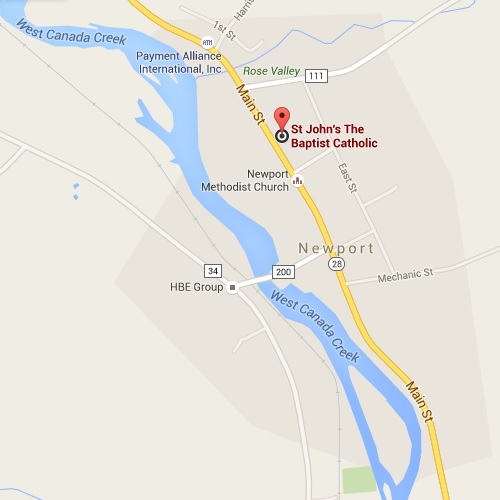 West Canada Creek
1st St
Payment Alliance
International, Inc
Rose Valley
111
Main St
St John's The
Baptist Catholic
Newport
Methodist Church
East St
Newport
34
200
28
HBE Group
Mechanic St
West Canada Creek
Main St